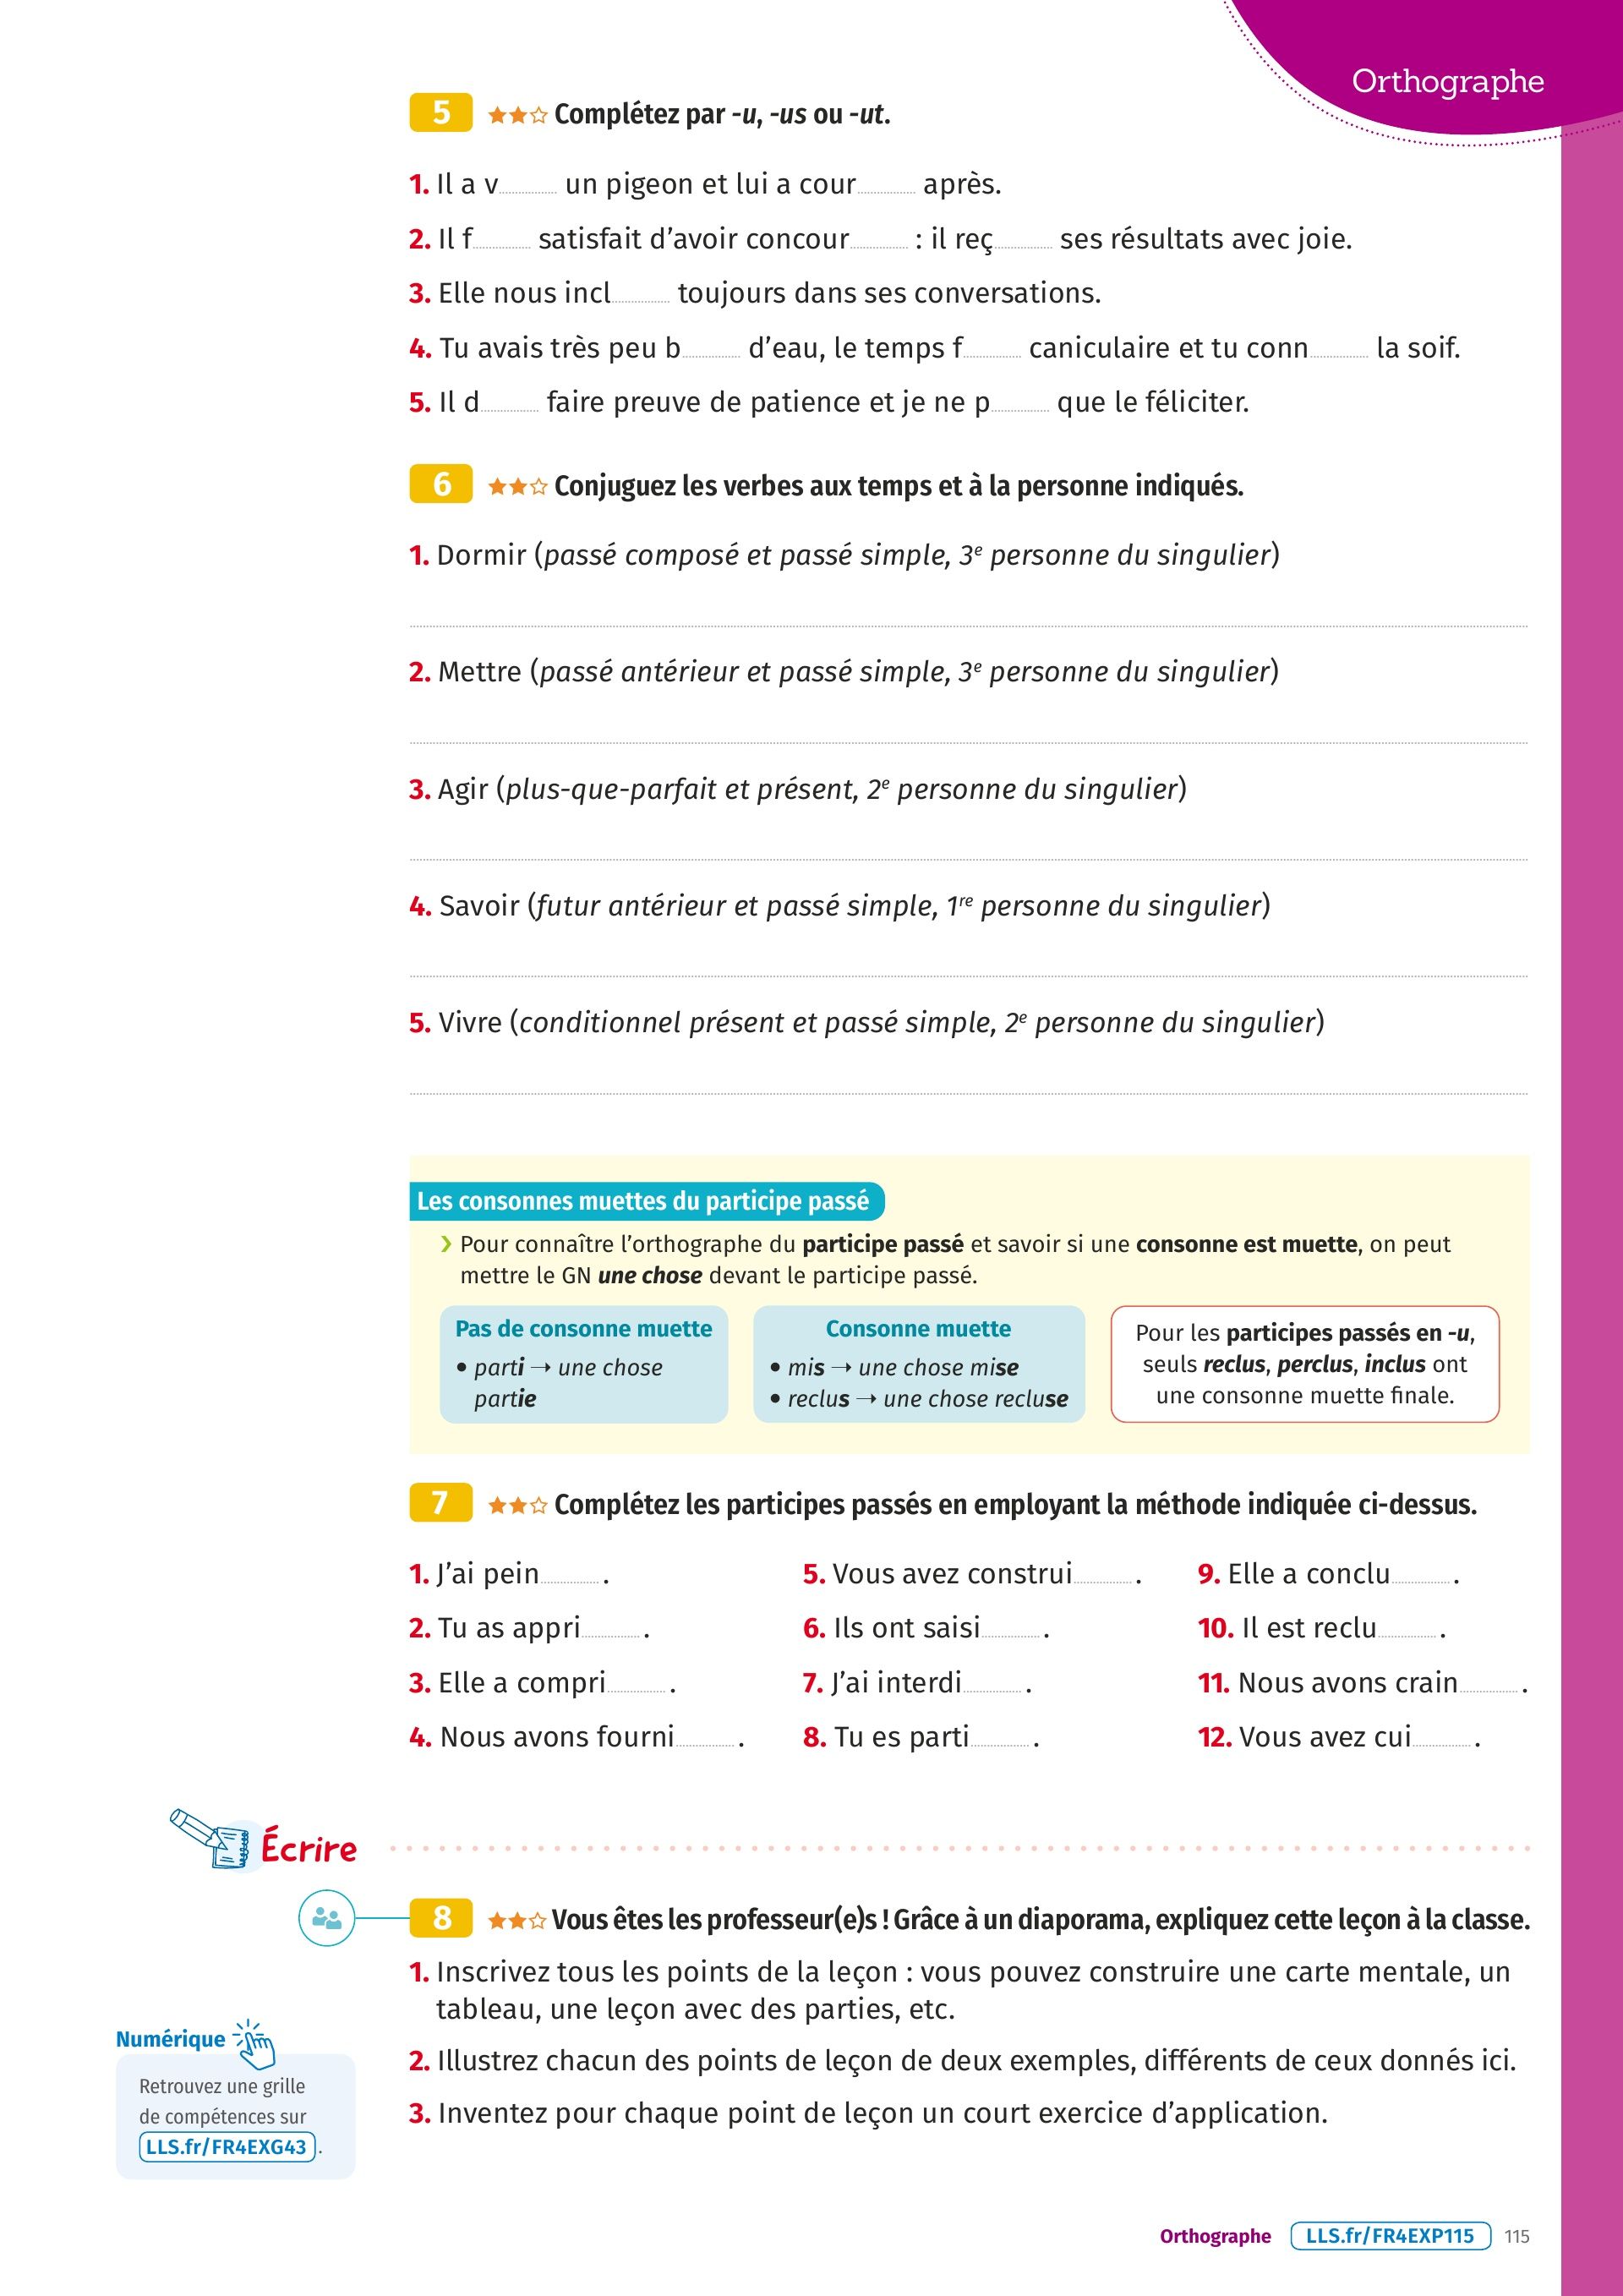 Orthographe
5 ★★☆ Complétez par -u, -us ou -ut.
1. Il a v............ un pigeon et lui a cour............ après.
2. Il f............ satisfait d’avoir concour............ : il reç............ ses résultats avec joie.
3. Elle nous incl............ toujours dans ses conversations.
4. Tu avais très peu b............ d’eau, le temps f............ caniculaire et tu conn............ la soif.
5. Il d............ faire preuve de patience et je ne p............ que le féliciter.
6 ★★☆ Conjuguez les verbes aux temps et à la personne indiqués.
1. Dormir (passé composé et passé simple, 3e personne du singulier)
2. Mettre (passé antérieur et passé simple, 3e personne du singulier)
3. Agir (plus-que-parfait et présent, 2e personne du singulier)
4. Savoir (futur antérieur et passé simple, 1re personne du singulier)
5. Vivre (conditionnel présent et passé simple, 2e personne du singulier)
Les consonnes muettes du participe passé
› Pour connaître l’orthographe du participe passé et savoir si une consonne est muette, on peut
mettre le GN une chose devant le participe passé.
Pas de consonne muette
• parti → une chose
partie
Consonne muette
• mis → une chose mise
• reclus → une chose recluse
Pour les participes passés en -u,
seuls reclus, perclus, inclus ont
une consonne muette finale.
7 ★★☆ Complétez les participes passés en employant la méthode indiquée ci-dessus.
1. J’ai pein............ .
2. Tu as appri............ .
3. Elle a compri............ .
4. Nous avons fourni............ .
5. Vous avez construi............ .
6. Ils ont saisi............ .
7. J’ai interdi............ .
8. Tu es parti............ .
9. Elle a conclu............ .
10. Il est reclu............ .
11. Nous avons crain............ .
12. Vous avez cui............ .
Écrire
8 ★★☆ Vous êtes les professeur(e)s ! Grâce à un diaporama, expliquez cette leçon à la classe.
1. Inscrivez tous les points de la leçon : vous pouvez construire une carte mentale, un
tableau, une leçon avec des parties, etc.
2. Illustrez chacun des points de leçon de deux exemples, différents de ceux donnés ici.
3. Inventez pour chaque point de leçon un court exercice d’application.
Numérique
Retrouvez une grille
de compétences sur
LLS.fr/FR4EXG43 .
Orthographe LLS.fr/FR4EXP115 115